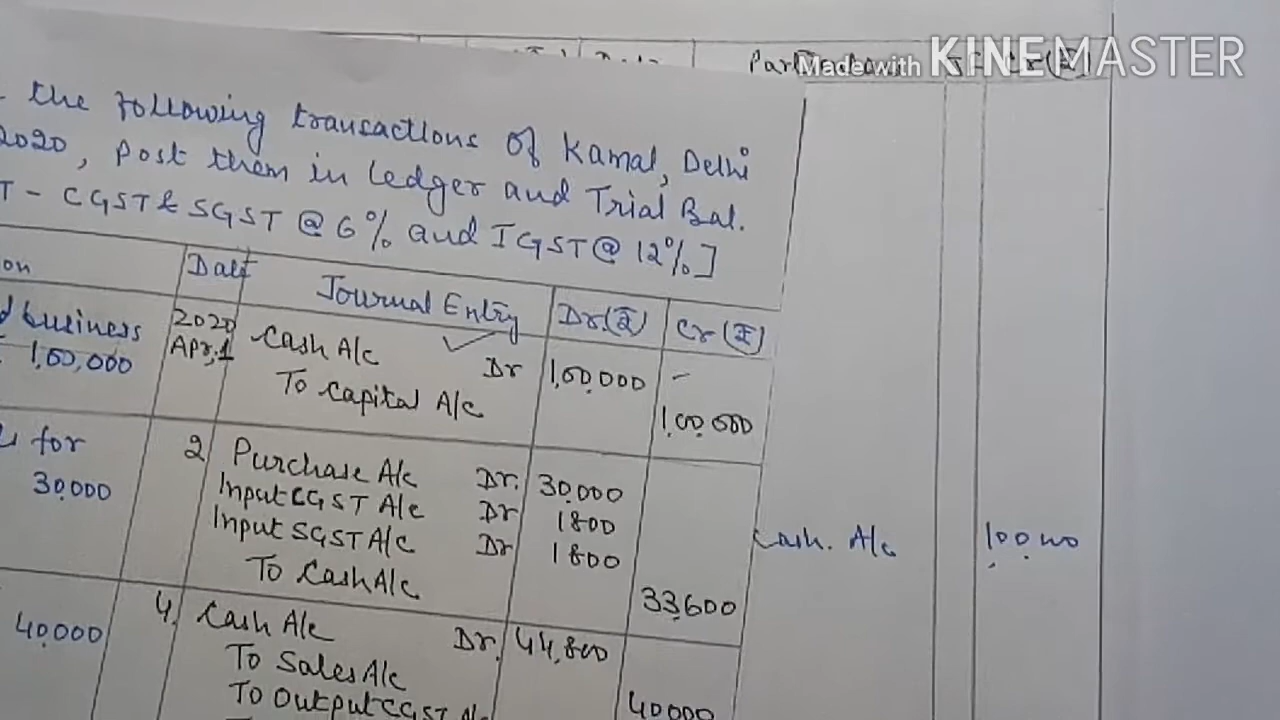 Made with KINEMASTER
Cr(₹)
the following transactions of Kamal, Delhi
2020, Post them in Ledger and Trial Bal.
T - CGST & SGST @ 6% and IGST @ 12%]
on Date Journal Entry Dr.(₹) Cr(₹)
business 2020 Cash A/c Dr 1,00,000 -
1,00,000 Apr,1 To Capital A/c 1,00,000
for 2 Purchase A/c Dr. 30,000
30,000 Input CGST A/c Dr 1800
Input SGST A/c Dr 1800
To Cash A/c 33,600
Cash. A/c 1,00,000
40,000 4. Cash A/c Dr. 44,800
To Sales A/c 40000
To Output CGST A/c